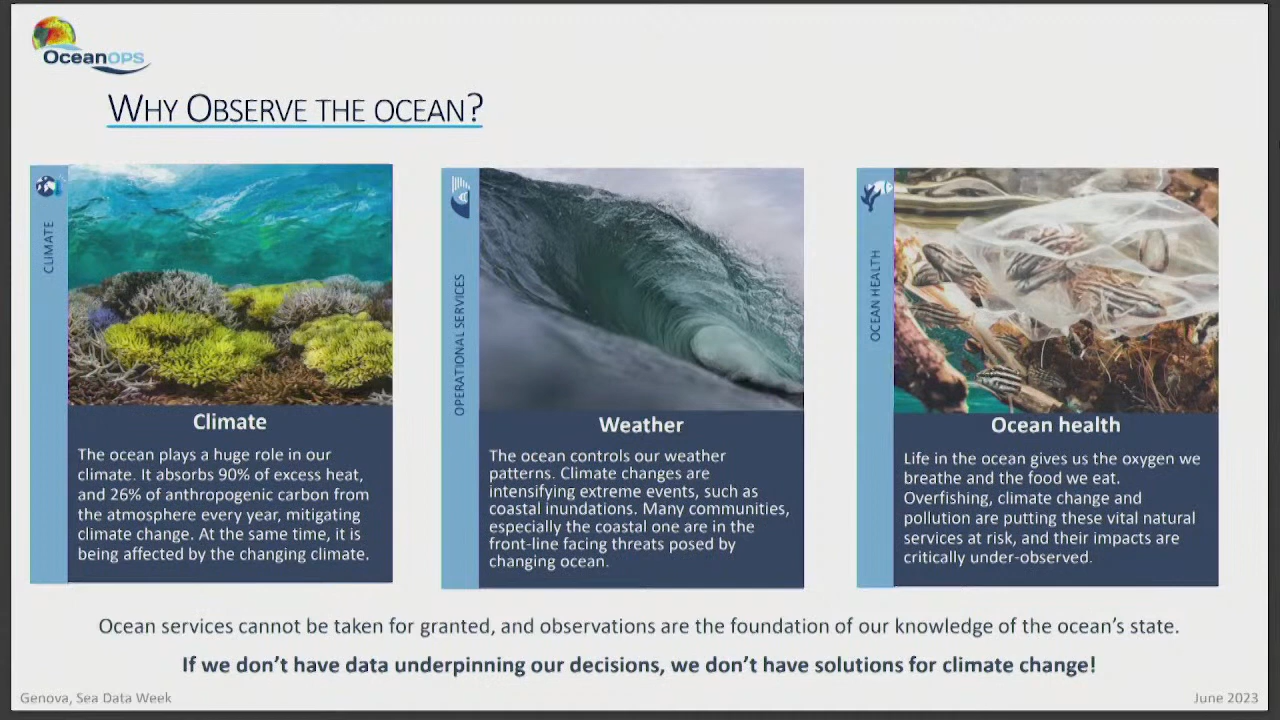 OceanOPS
WHY OBSERVE THE OCEAN?
CLIMATE
Climate
The ocean plays a huge role in our
climate. It absorbs 90% of excess heat,
and 26% of anthropogenic carbon from
the atmosphere every year, mitigating
climate change. At the same time, it is
being affected by the changing climate.
OPERATIONAL SERVICES
Weather
The ocean controls our weather
patterns. Climate changes are
intensifying extreme events, such as
coastal inundations. Many communities,
especially the coastal one are in the
front-line facing threats posed by
changing ocean.
OCEAN HEALTH
Ocean health
Life in the ocean gives us the oxygen we
breathe and the food we eat.
Overfishing, climate change and
pollution are putting these vital natural
services at risk, and their impacts are
critically under-observed.
Ocean services cannot be taken for granted, and observations are the foundation of our knowledge of the ocean's state.
If we don't have data underpinning our decisions, we don't have solutions for climate change!
Genova, Sea Data Week
June 2023